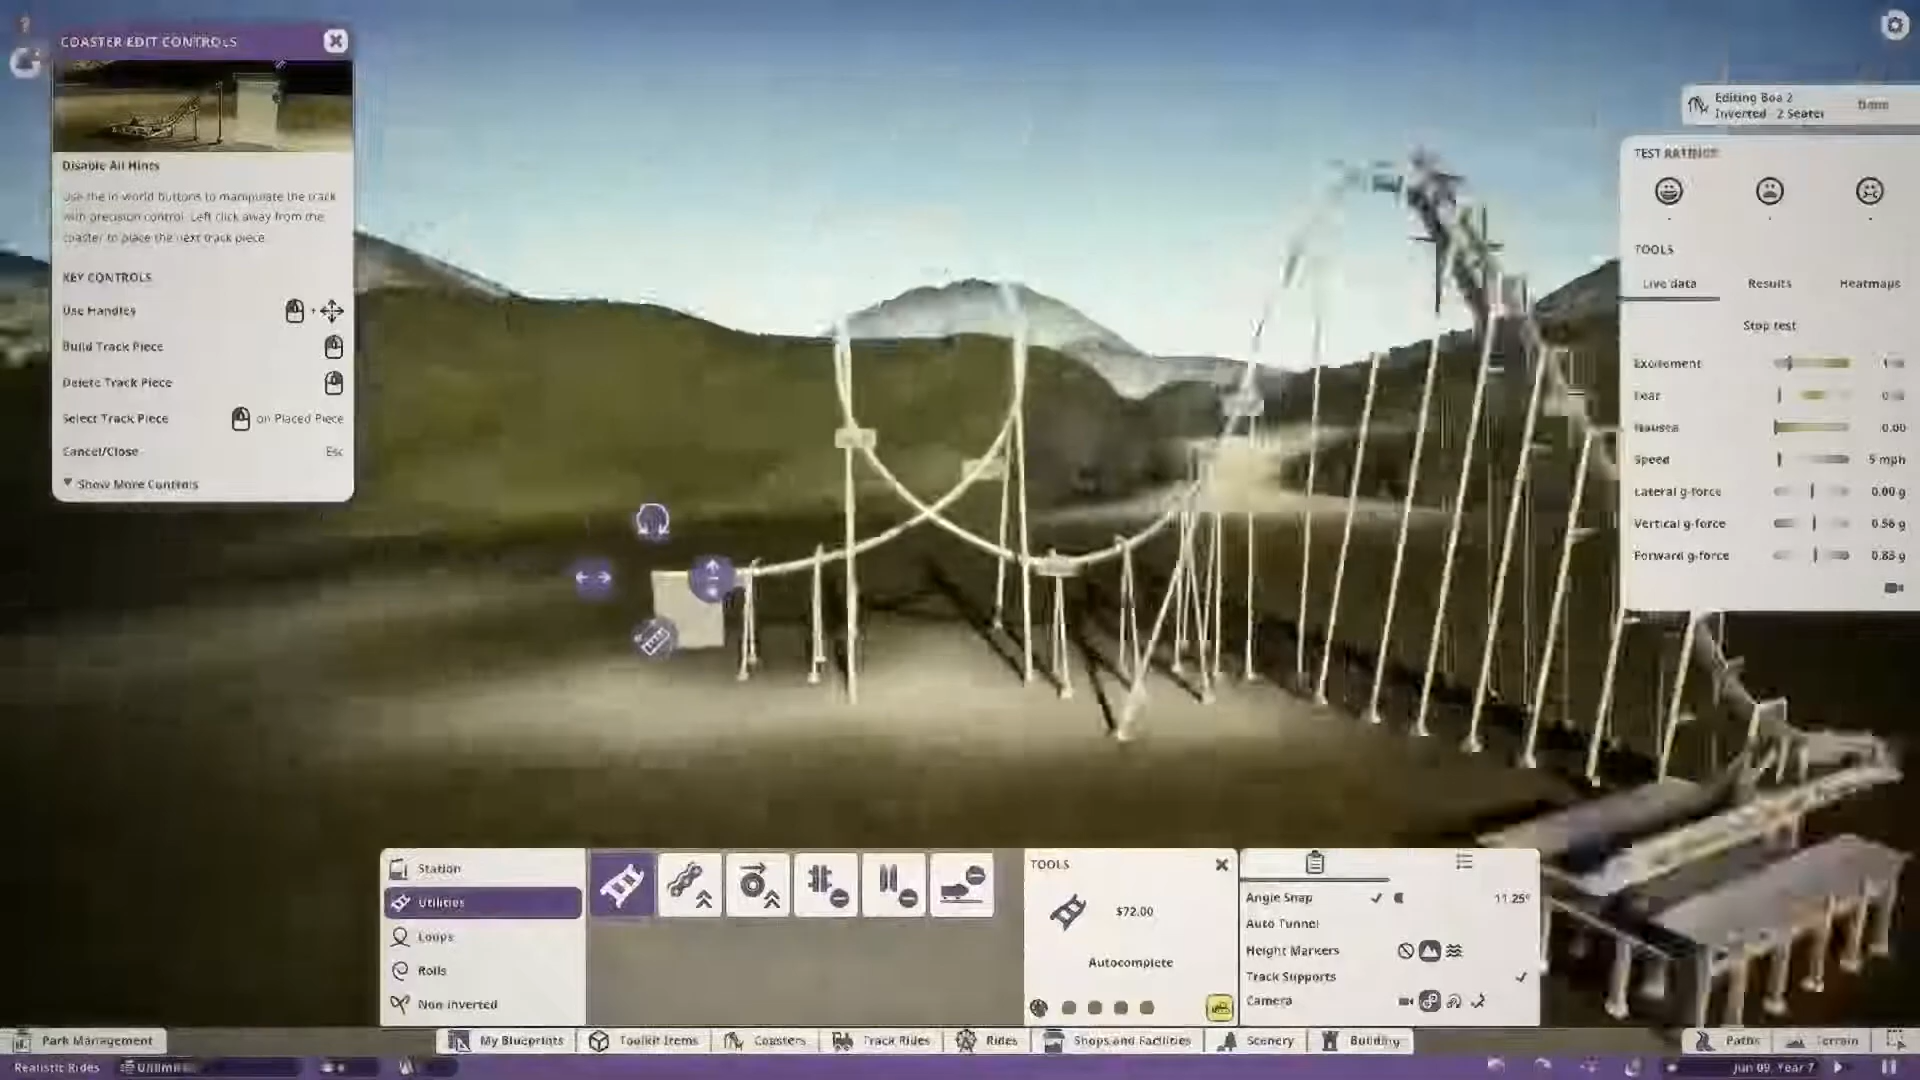 COASTER EDIT CONTROLS
Disable All Hints
Use the in world buttons to manipulate the track
with precision control. Left click away from the
coaster to place the next track piece.
KEY CONTROLS
Use Handles
Build Track Piece
Delete Track Piece
Select Track Piece on Placed Piece
Cancel/Close Esc
Show More Controls
Editing Boa 2
Inverted - 2 Seater
Done
TEST RATINGS
TOOLS
Live data Results Heatmaps
Stop test
Excitement
Fear
Nausea 0.00
Speed 5 mph
Lateral g-force 0.00 g
Vertical g-force 0.56 g
Forward g-force 0.83 g
Station
Utilities
Loops
Rolls
Non inverted
TOOLS
$72.00
Autocomplete
Angle Snap 11.25°
Auto Tunnel
Height Markers
Track Supports
Camera
Park Management
My Blueprints Toolkit Items Coasters Track Rides Rides Shops and Facilities Scenery Building Paths Terrain
Realistic Rides
Jun 09, Year 7